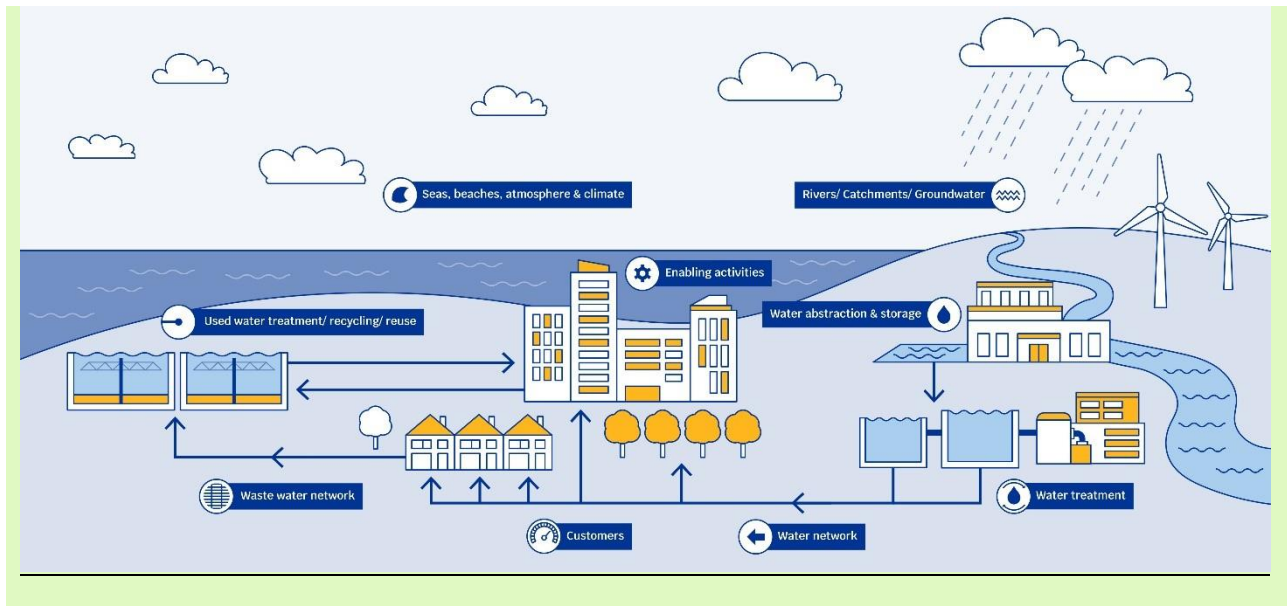 Seas, beaches, atmosphere & climate
Rivers/ Catchments/ Groundwater
Enabling activities
Used water treatment/ recycling/ reuse
Water abstraction & storage
Waste water network
Water treatment
Customers
Water network